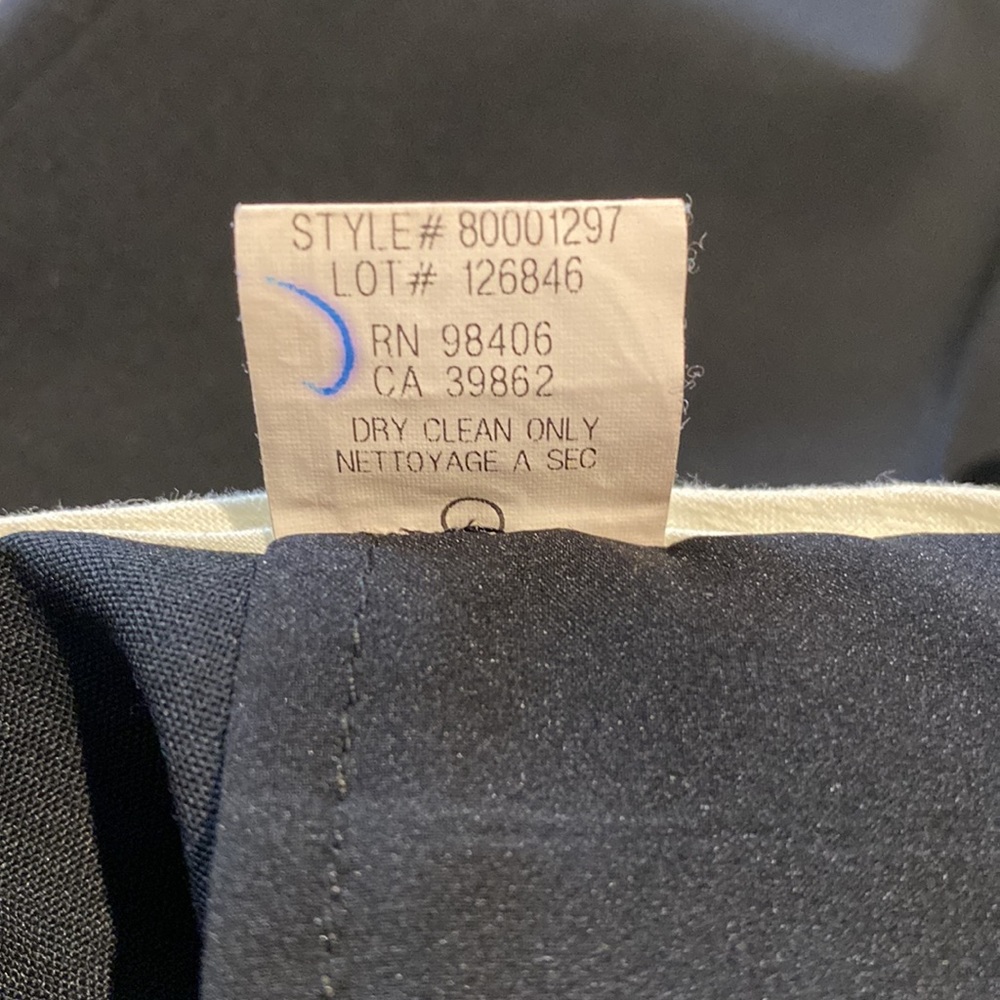 STYLE# 80001297
LOT# 126846
RN 98406
CA 39862
DRY CLEAN ONLY
NETTOYAGE A SEC